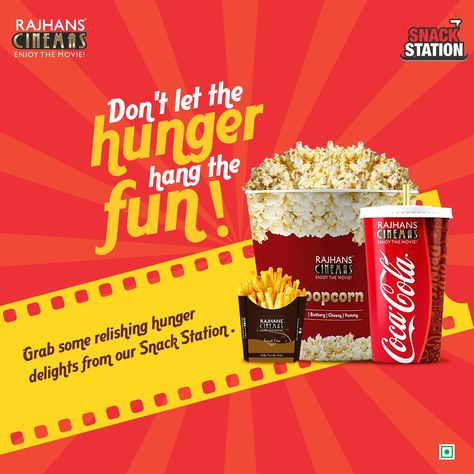 RAJHANS
CINEMAS
ENJOY THE MOVIE!
SNACK
STATION
Don't let the
hunger
hang the
fun!
RAJHANS
CINEMAS
ENJOY THE MOVIE!
popcorn
Buttery | Cheesy | Yummy
RAJHANS
CINEMAS
ENJOY THE MOVIE!
Coca-Cola
RAJHANS
CINEMAS
Grab some relishing hunger
delights from our Snack Station.